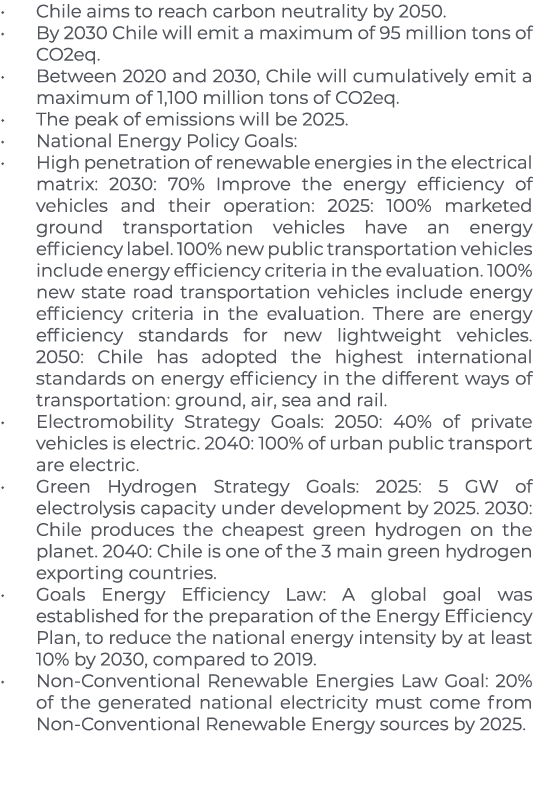 • Chile aims to reach carbon neutrality by 2050.
• By 2030 Chile will emit a maximum of 95 million tons of
CO2eq.
• Between 2020 and 2030, Chile will cumulatively emit a
maximum of 1,100 million tons of CO2eq.
• The peak of emissions will be 2025.
• National Energy Policy Goals:
• High penetration of renewable energies in the electrical
matrix: 2030: 70% Improve the energy efficiency of
vehicles and their operation: 2025: 100% marketed
ground transportation vehicles have an energy
efficiency label. 100% new public transportation vehicles
include energy efficiency criteria in the evaluation. 100%
new state road transportation vehicles include energy
efficiency criteria in the evaluation. There are energy
efficiency standards for new lightweight vehicles.
2050: Chile has adopted the highest international
standards on energy efficiency in the different ways of
transportation: ground, air, sea and rail.
• Electromobility Strategy Goals: 2050: 40% of private
vehicles is electric. 2040: 100% of urban public transport
are electric.
• Green Hydrogen Strategy Goals: 2025: 5 GW of
electrolysis capacity under development by 2025. 2030:
Chile produces the cheapest green hydrogen on the
planet. 2040: Chile is one of the 3 main green hydrogen
exporting countries.
• Goals Energy Efficiency Law: A global goal was
established for the preparation of the Energy Efficiency
Plan, to reduce the national energy intensity by at least
10% by 2030, compared to 2019.
• Non-Conventional Renewable Energies Law Goal: 20%
of the generated national electricity must come from
Non-Conventional Renewable Energy sources by 2025.